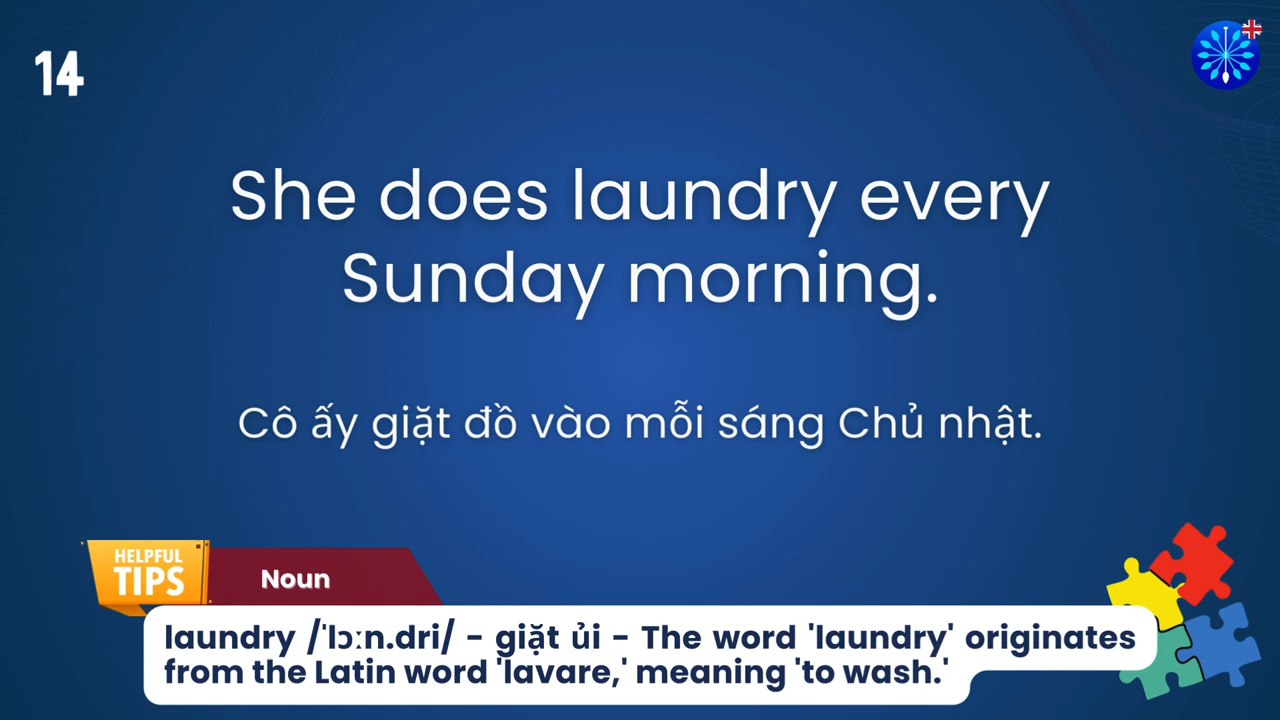 14
She does laundry every
Sunday morning.
Cô ấy giặt đồ vào mỗi sáng Chủ nhật.
HELPFUL
TIPS
Noun
laundry /ˈlɔːn.dri/ - giặt ủi - The word 'laundry' originates
from the Latin word 'lavare,' meaning 'to wash.'